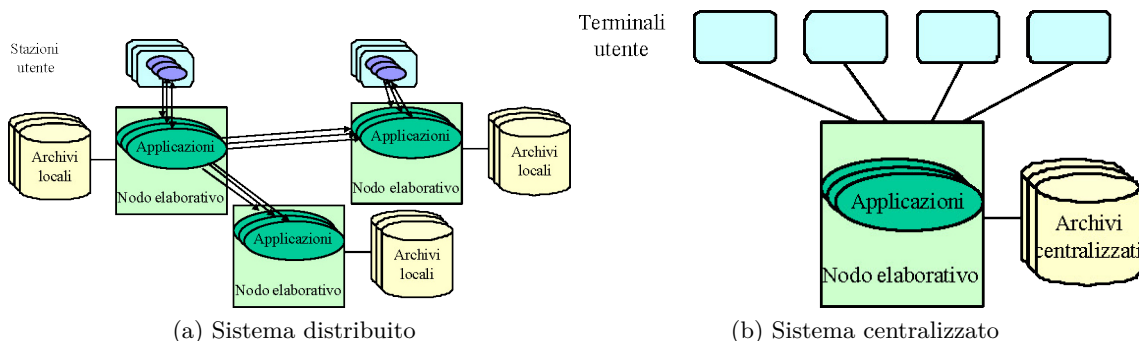 Stazioni
utente
Archivi
locali
Applicazioni
Nodo elaborativo
Applicazioni
Nodo elaborativo
Archivi
locali
Applicazioni
Nodo elaborativo
Archivi
locali
(a) Sistema distribuito
Terminali
utente
Applicazioni
Nodo elaborativo
Archivi
centralizzati
(b) Sistema centralizzato